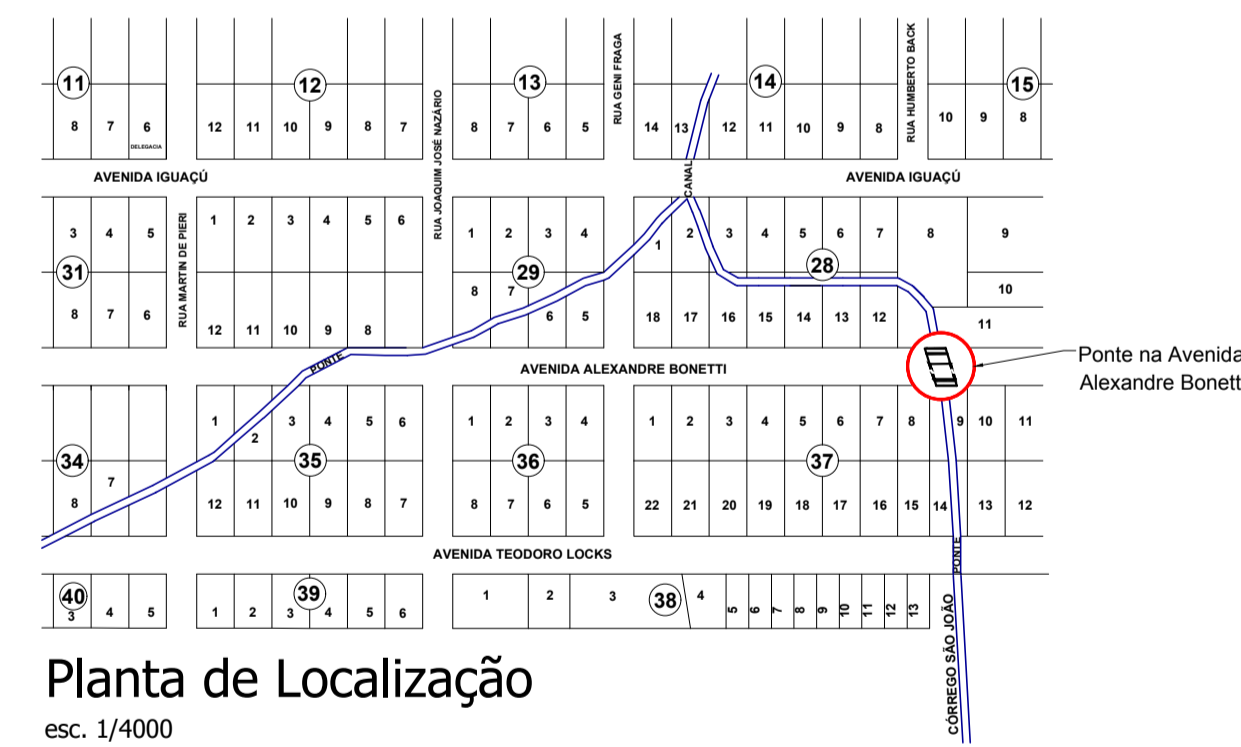 11 12 13 14 15
8 7 6 12 11 10 9 8 7 8 7 6 5 14 13 12 11 10 9 8 10 9 8
DELEGACIA
RUA JOAQUIM JOSÉ NAZÁRIO
RUA GENI FRAGA
RUA HUMBERTO BACK
CANAL
AVENIDA IGUAÇÚ
AVENIDA IGUAÇÚ
RUA MARTIN DE PIERI
3 4 5 1 2 3 4 5 6 1 2 3 4 1 2 3 4 5 6 7 8 9
31 29 28
8 7 10
8 7 6 12 11 10 9 8 6 5 18 17 16 15 14 13 12 11
PONTE
AVENIDA ALEXANDRE BONETTI
Ponte na Avenida
Alexandre Bonett
1 2 3 4 5 6 1 2 3 4 1 2 3 4 5 6 7 8 9 10 11
34 35 36 37
7
8 12 11 10 9 8 7 8 7 6 5 22 21 20 19 18 17 16 15 14 13 12
PONTE
AVENIDA TEODORO LOCKS
40 39 38
3 4 5 1 2 3 4 5 6 1 2 3 4 5 6 7 8 9 10 11 12 13
CÓRREGO SÃO JOÃO
Planta de Localização
esc. 1/4000